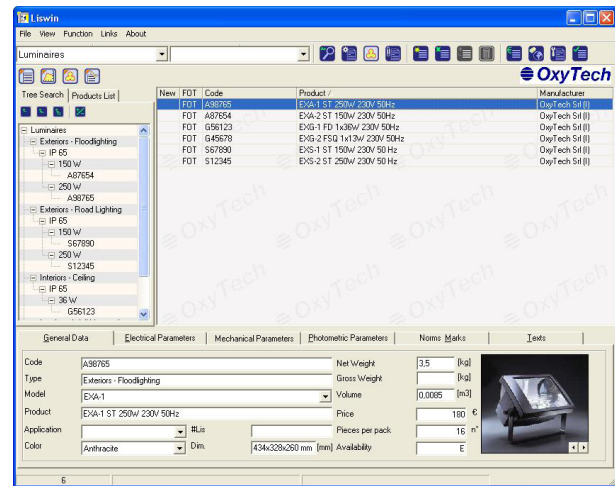 Liswin
File View Function Links About
Luminaires
OxyTech
Tree Search Products List
New FOT Code Product / Manufacturer
FOT A98765 EXA-1 ST 250W 230V 50Hz OxyTech Srl (I)
FOT A87654 EXA-2 ST 150W 230V 50Hz OxyTech Srl (I)
FOT G56123 EXG-1 FD 1x36W 230V 50Hz OxyTech Srl (I)
FOT G45678 EXG-2 FSQ 1x13W 230V 50Hz OxyTech Srl (I)
FOT S67890 EXS-1 ST 150W 230V 50 Hz OxyTech Srl (I)
FOT S12345 EXS-2 ST 250W 230V 50Hz OxyTech Srl (I)
Luminaires
Exteriors - Floodlighting
IP 65
150 W
A87654
250 W
A98765
Exteriors - Road Lighting
IP 65
150 W
S67890
250 W
S12345
Interiors - Ceiling
IP 65
36 W
G56123
General Data Electrical Parameters Mechanical Parameters Photometric Parameters Norms Marks Texts
Code A98765 Net Weight 3,5 [kg]
Type Exteriors - Floodlighting Gross Weight [kg]
Model EXA-1 Volume 0,0085 [m3]
Product EXA-1 ST 250W 230V 50Hz Price 180 €
Application #Lis Pieces per pack 16 n°
Color Anthracite Dim. 434x328x260 mm [mm] Availability E
6